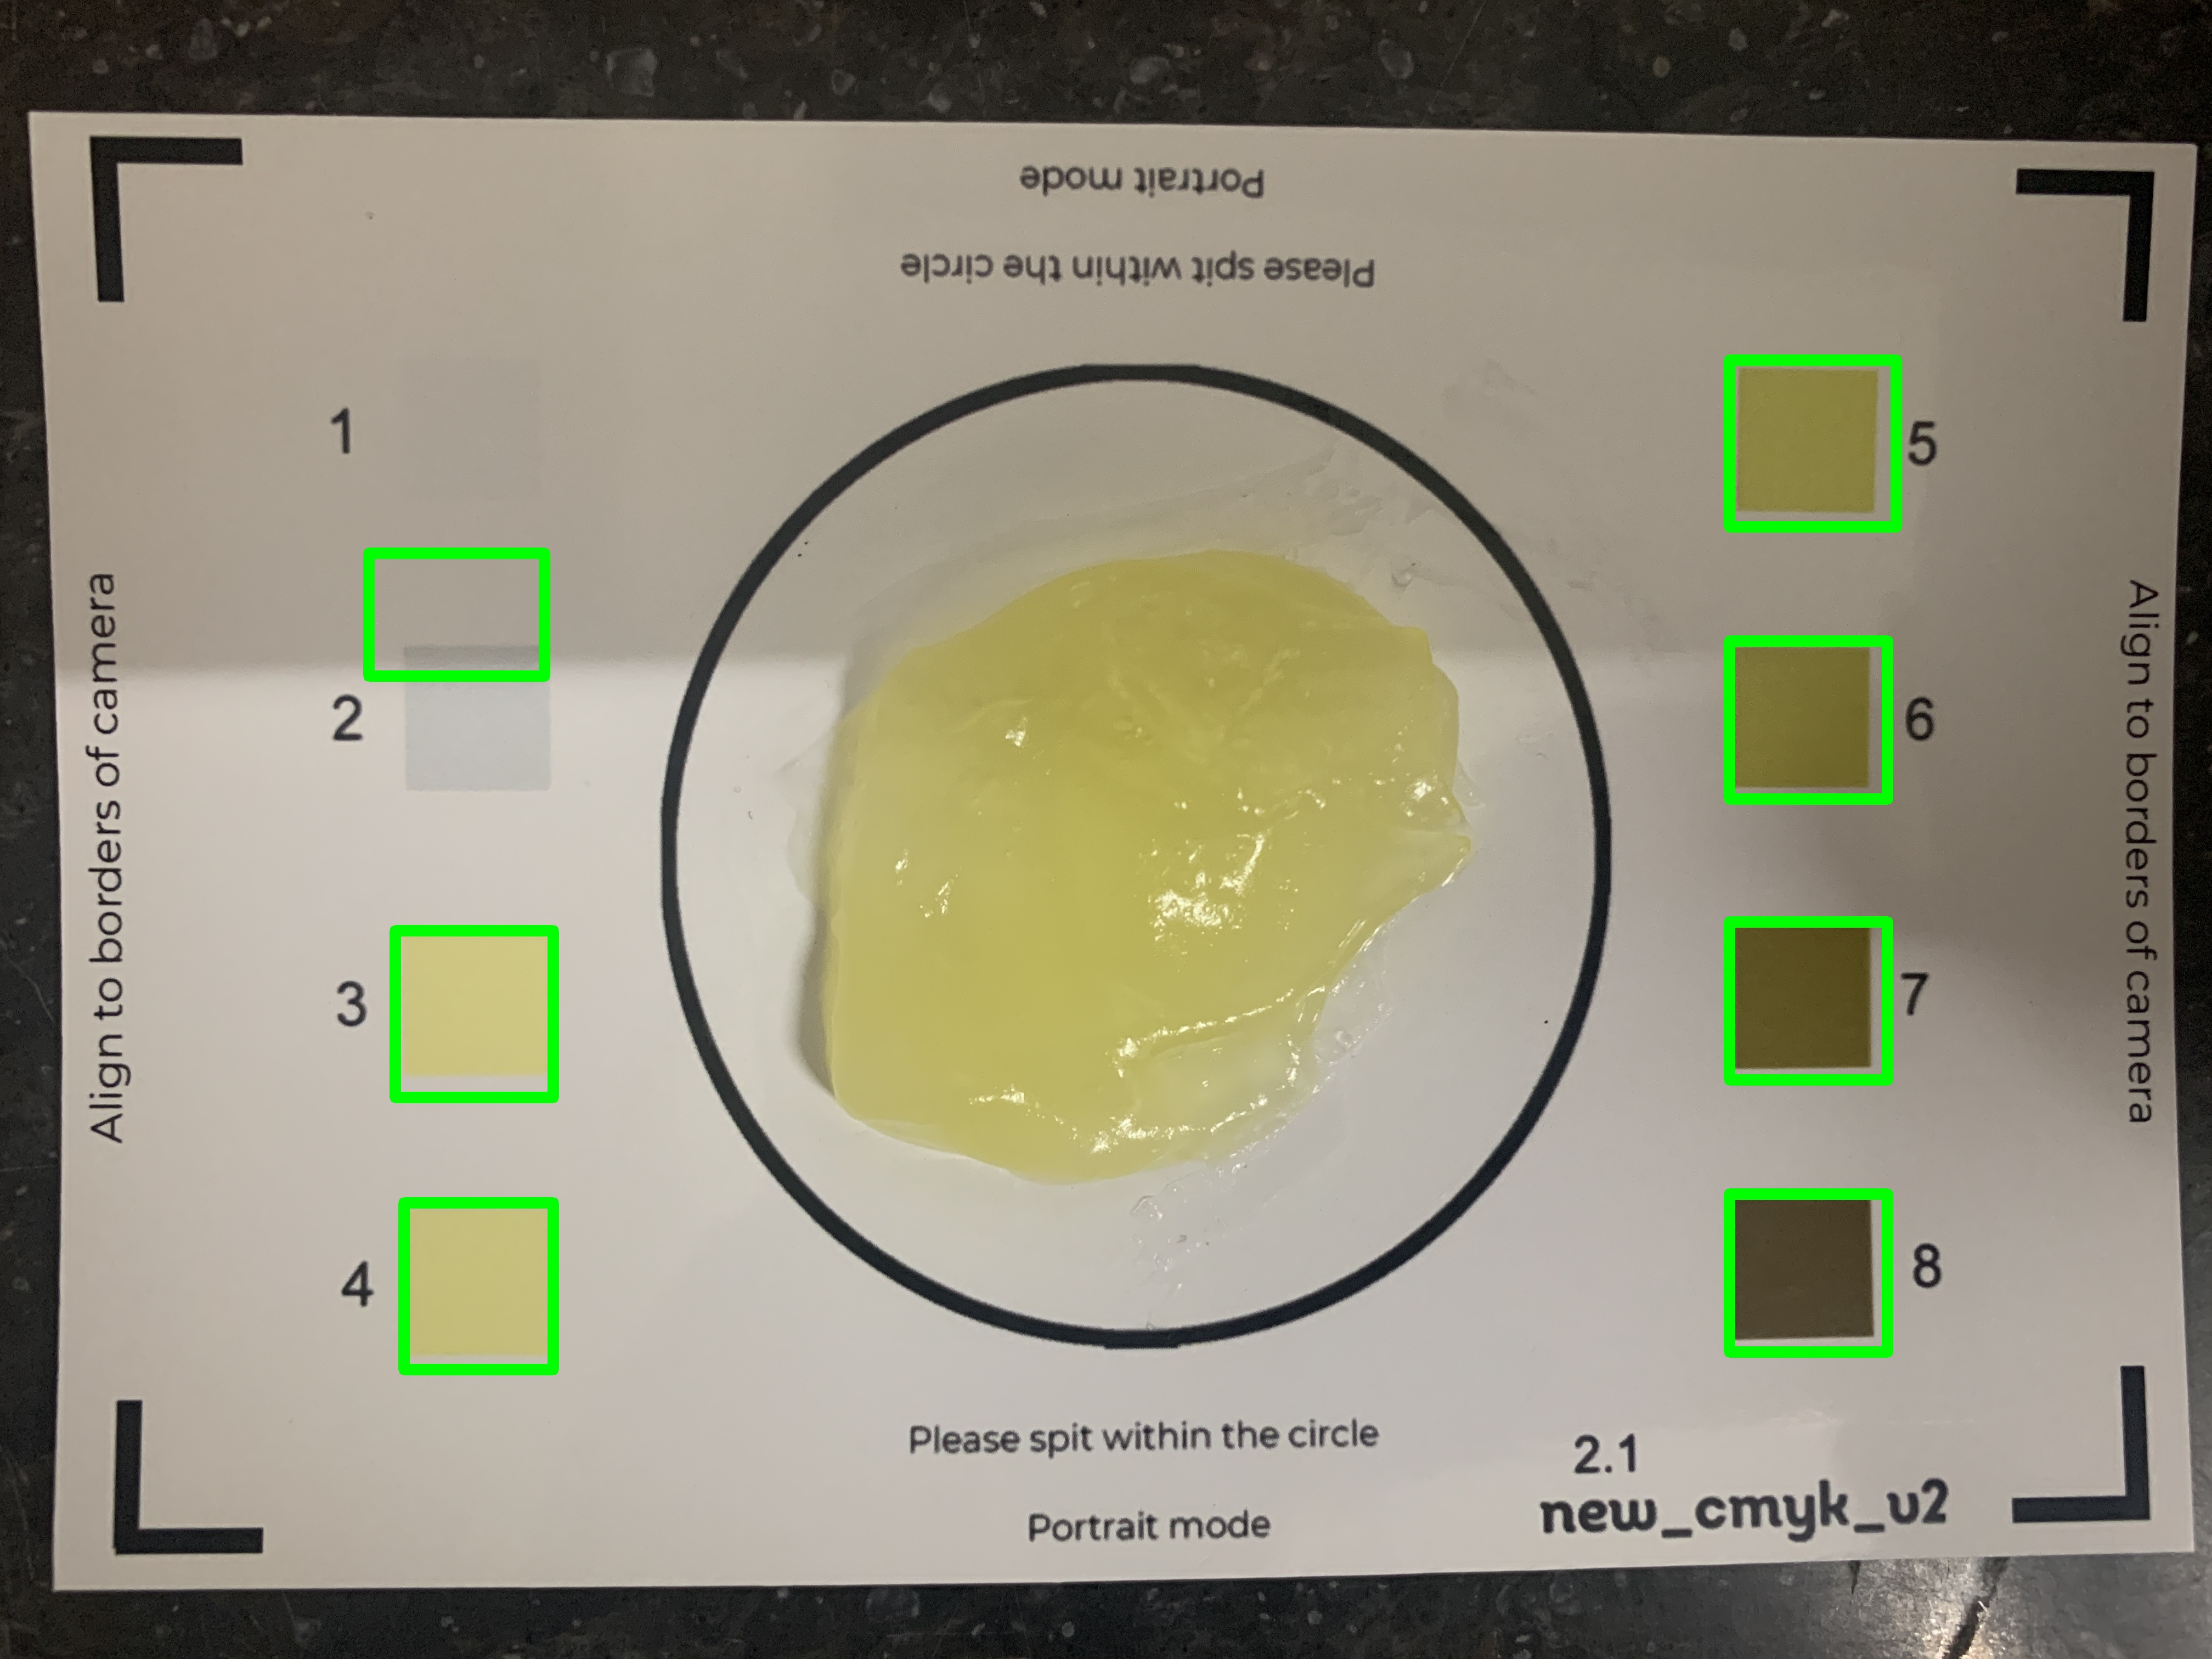 Portrait mode
Please spit within the circle
1
2
3
4
5
6
7
8
Align to borders of camera
Align to borders of camera
Please spit within the circle
Portrait mode
2.1
new_cmyk_v2